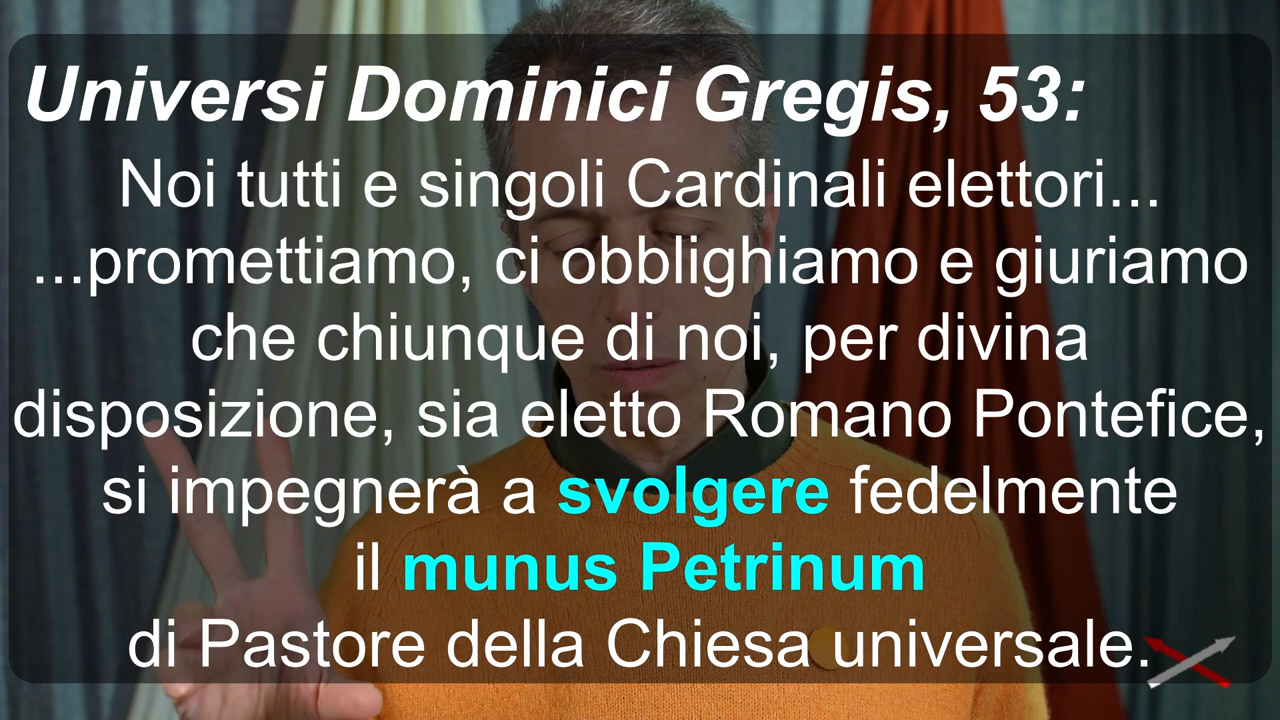 Universi Dominici Gregis, 53:
Noi tutti e singoli Cardinali elettori...
...promettiamo, ci obblighiamo e giuriamo
che chiunque di noi, per divina
disposizione, sia eletto Romano Pontefice,
si impegnerà a svolgere fedelmente
il munus Petrinum
di Pastore della Chiesa universale.